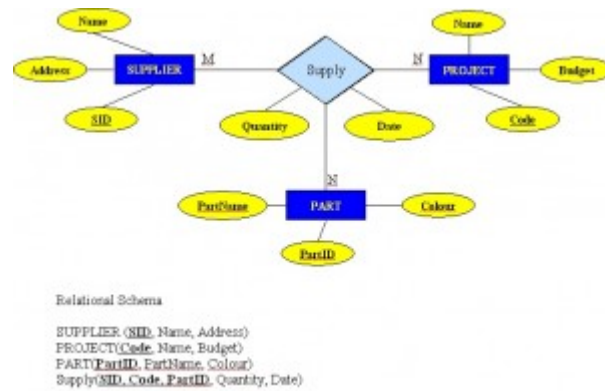 Name
Name
Address
SUPPLIER
M
Supply
N
PROJECT
Budget
SID
Quantity
Date
Code
N
PartName
PART
Colour
PartID
Relational Schema
SUPPLIER (SID, Name, Address)
PROJECT(Code, Name, Budget)
PART(PartID, PartName, Colour)
Supply(SID, Code, PartID, Quantity, Date)